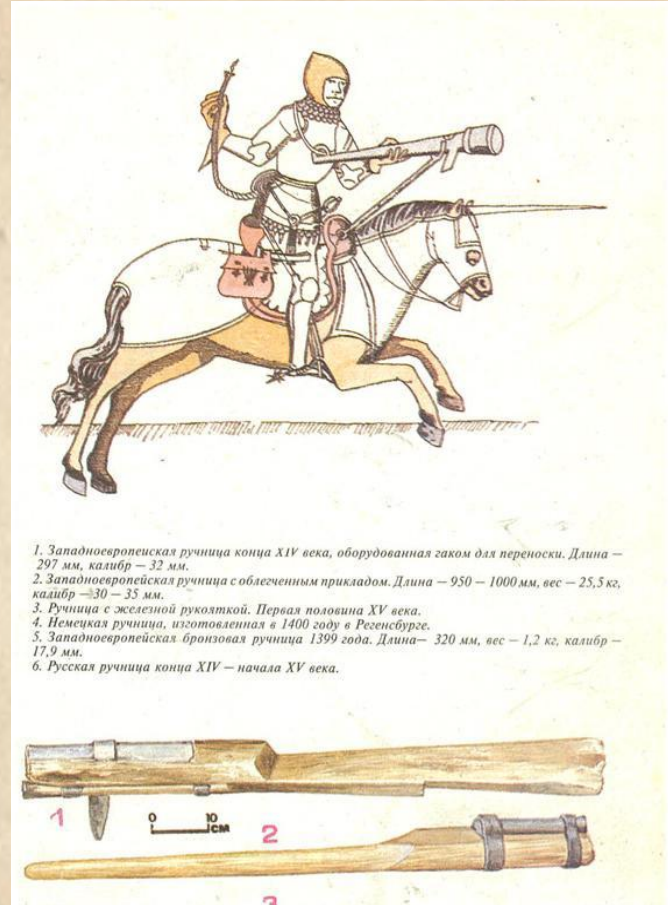 1. Западноевропейская ручница конца XIV века, оборудованная гаком для переноски. Длина —
297 мм, калибр — 32 мм.
2. Западноевропейская ручница с облегченным прикладом. Длина — 950 — 1000 мм, вес — 25,5 кг,
калибр — 30 — 35 мм.
3. Ручница с железной рукояткой. Первая половина XV века.
4. Немецкая ручница, изготовленная в 1400 году в Регенсбурге.
5. Западноевропейская бронзовая ручница 1399 года. Длина— 320 мм, вес — 1,2 кг, калибр —
17,9 мм.
6. Русская ручница конца XIV — начала XV века.
1
0 10
СМ
2
3